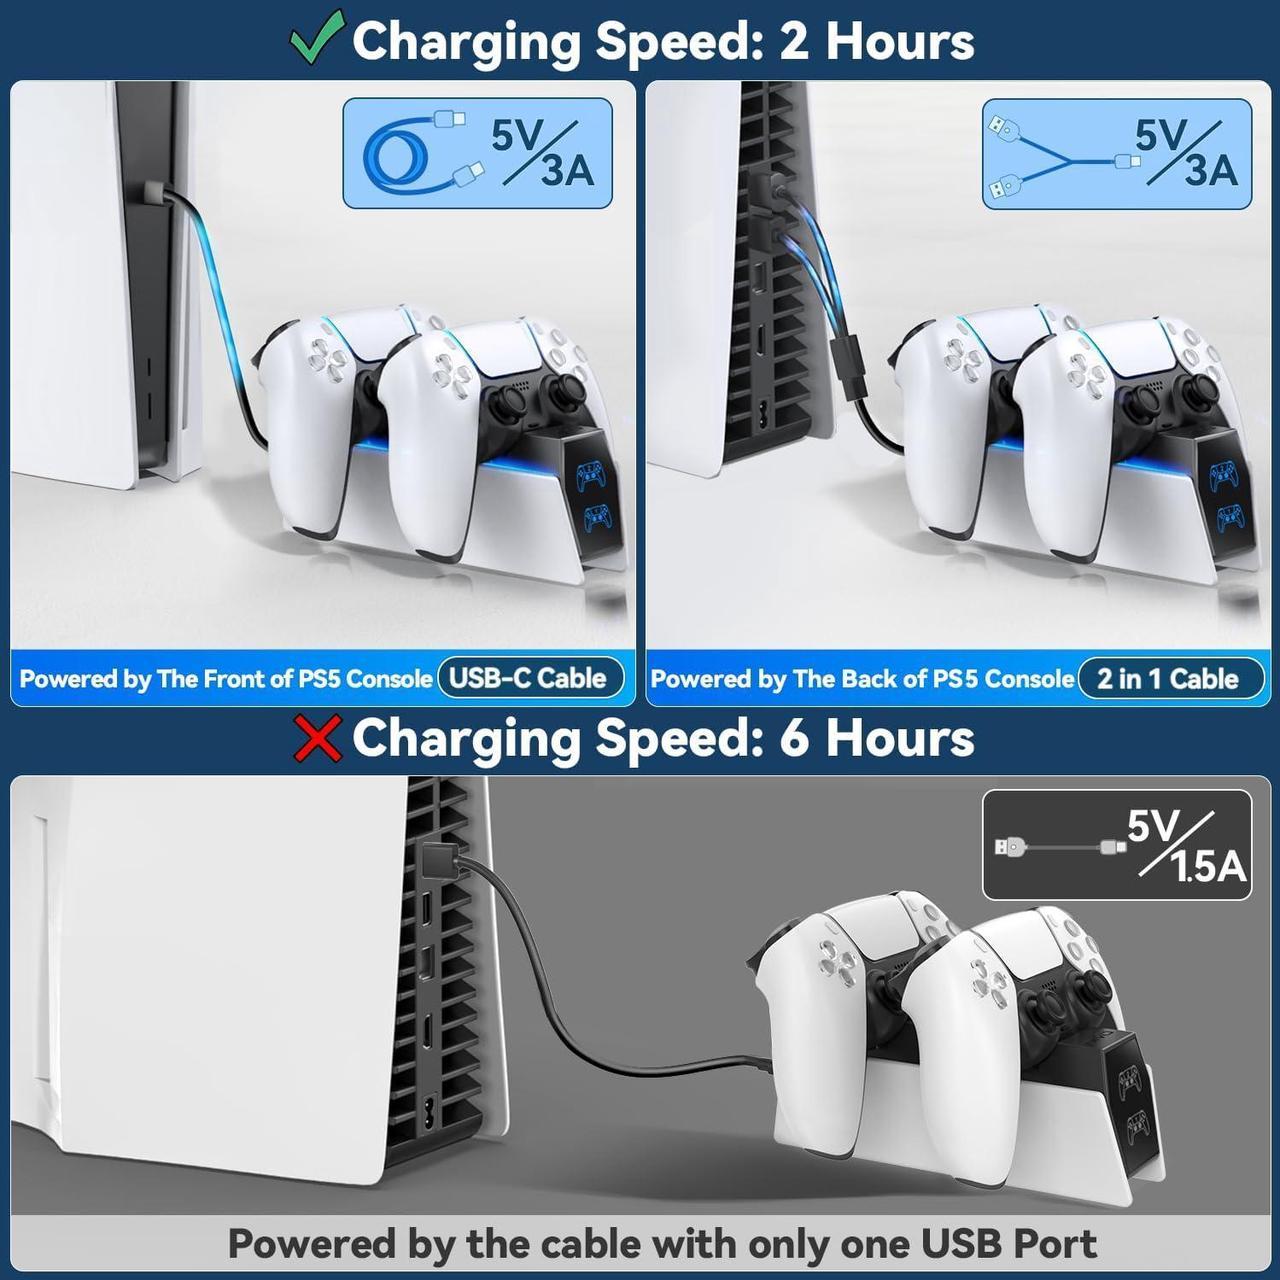 Charging Speed: 2 Hours
5V/3A
5V/3A
Powered by The Front of PS5 Console USB-C Cable
Powered by The Back of PS5 Console 2 in 1 Cable
Charging Speed: 6 Hours
5V/1.5A
Powered by the cable with only one USB Port